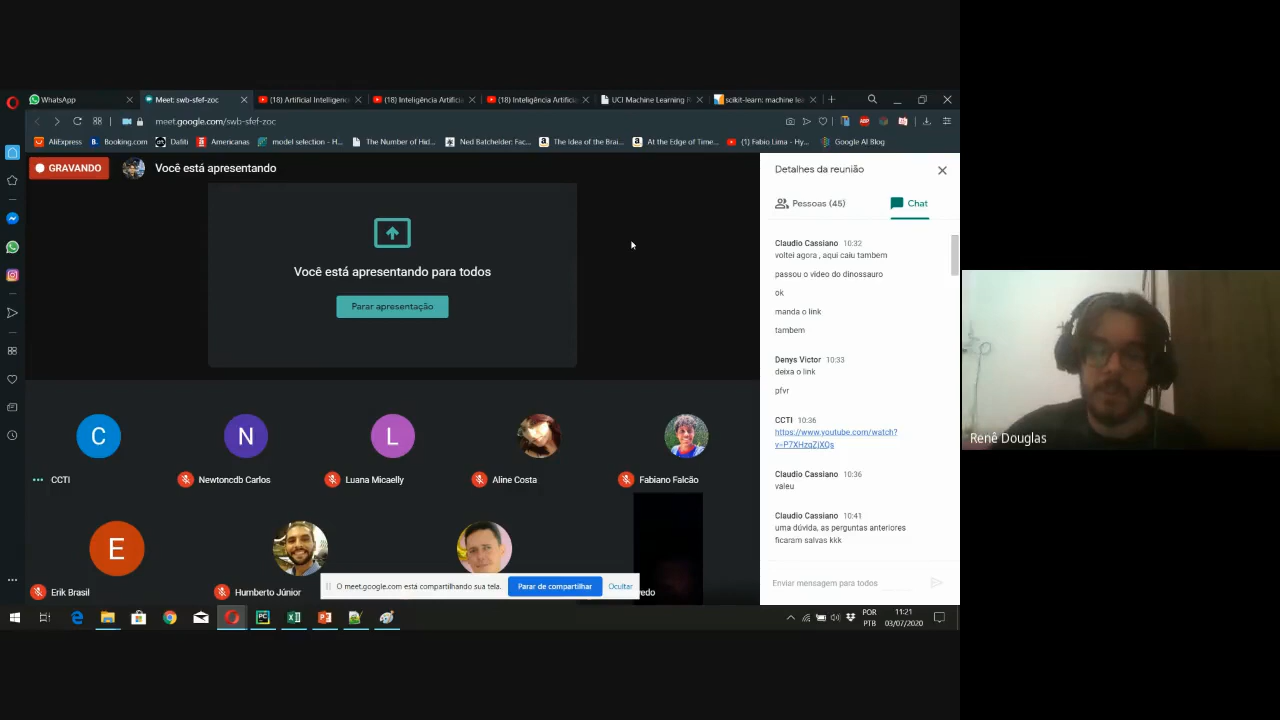 WhatsApp
Meet: swb-sfef-zoc
(18) Artificial Intelligence
(18) Inteligência Artificia
(18) Inteligência Artificia
UCI Machine Learning R
scikit-learn: machine lea
meet.google.com/swb-sfef-zoc
AliExpress
Booking.com
Dafiti
Americanas
model selection - H...
The Number of Hid...
Ned Batchelder: Fac...
The Idea of the Brai...
At the Edge of Time...
(1) Fabio Lima - Hy...
Google AI Blog
GRAVANDO
Você está apresentando
Você está apresentando para todos
Parar apresentação
Detalhes da reunião
Pessoas (45)
Chat
Claudio Cassiano 10:32
voltei agora , aqui caiu tambem
passou o video do dinossauro
ok
manda o link
tambem
Denys Victor 10:33
deixa o link
pfvr
CCTI 10:36
https://www.youtube.com/watch?
v=P7XHzqZjXQs
Claudio Cassiano 10:36
valeu
Claudio Cassiano 10:41
uma dúvida, as perguntas anteriores
ficaram salvas kkk
Enviar mensagem para todos
C
N
L
CCTI
Newtoncdb Carlos
Luana Micaelly
Aline Costa
Fabiano Falcão
E
Erik Brasil
Humberto Júnior
O meet.google.com está compartilhando sua tela.
Parar de compartilhar
Ocultar
Renê Douglas
POR
PTB
11:21
03/07/2020